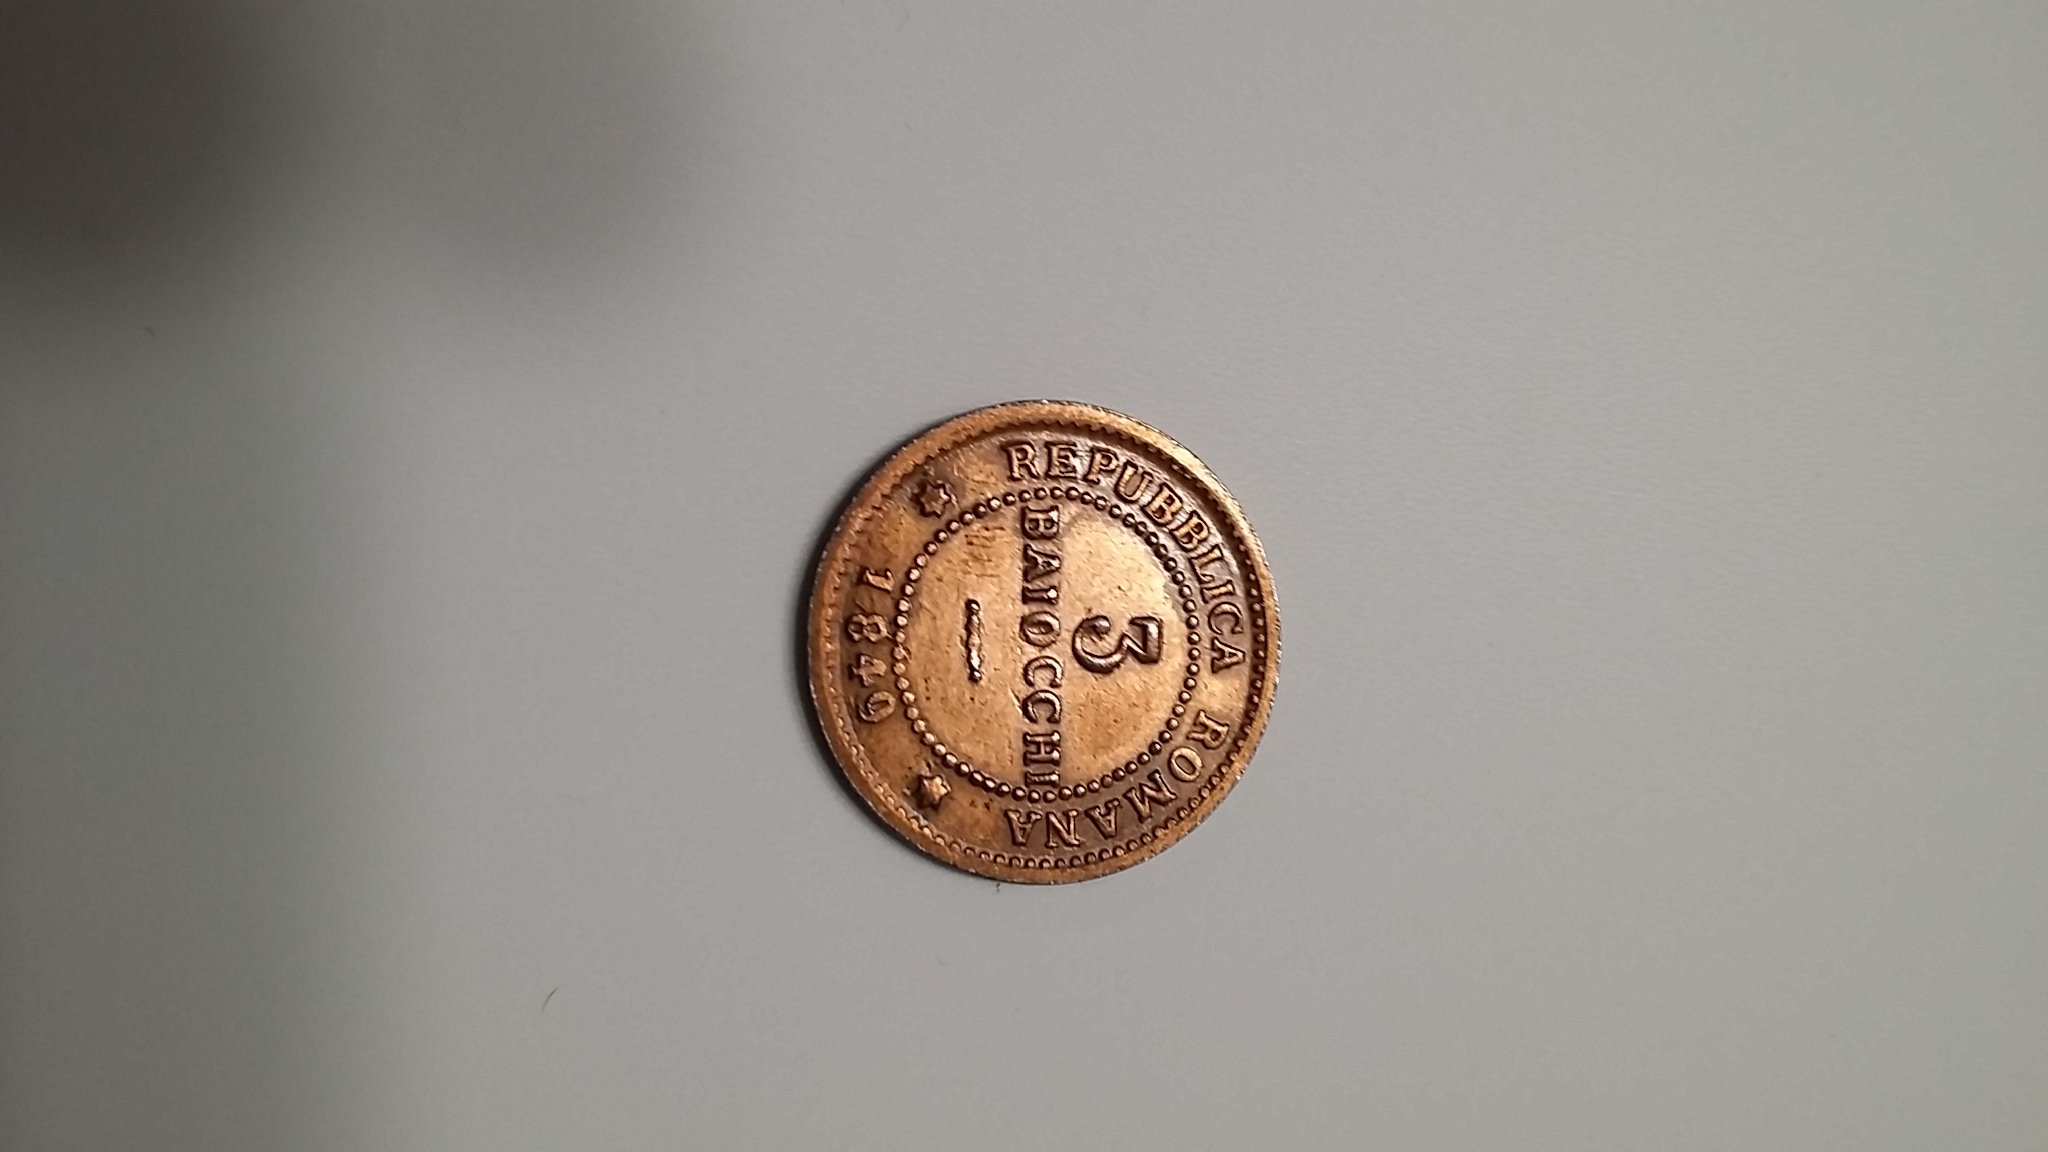 REPUBBLICA ROMANA
3
BAIOCCHI
1849